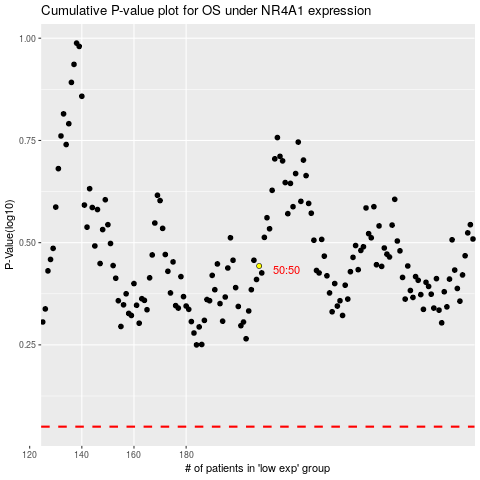 Cumulative P-value plot for OS under NR4A1 expression
P-Value(log10)
1.00
0.75
0.50
0.25
50:50
120 140 160 180
# of patients in 'low exp' group